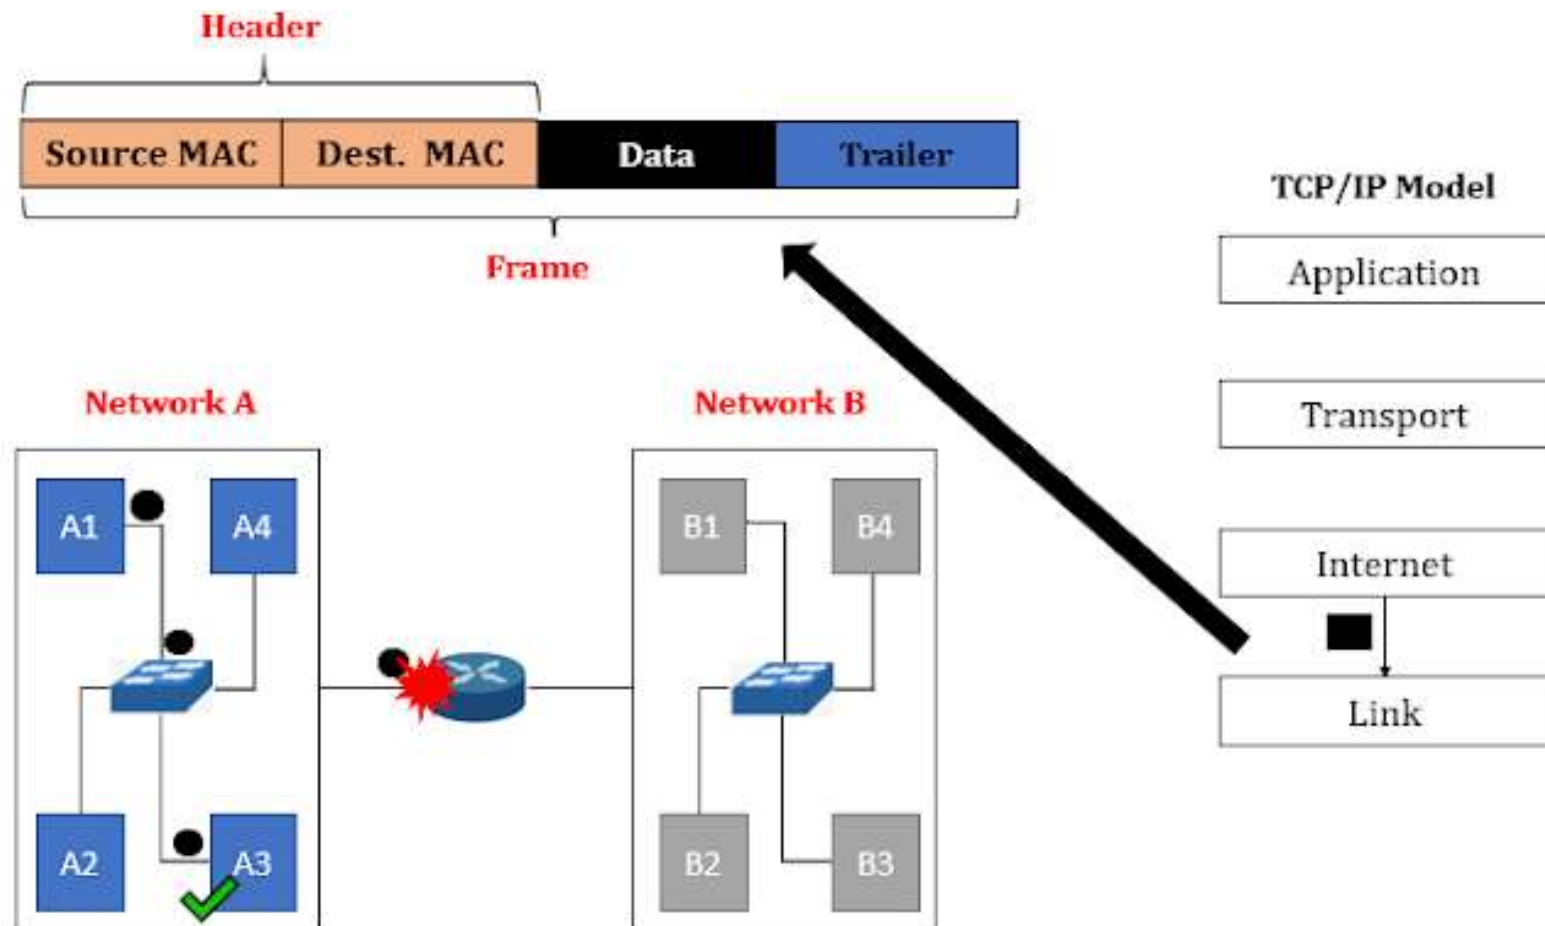 Header
Source MAC Dest. MAC Data Trailer
Frame
TCP/IP Model
Application
Transport
Internet
Link
Network A
Network B
A1 A4
A2 A3
B1 B4
B2 B3